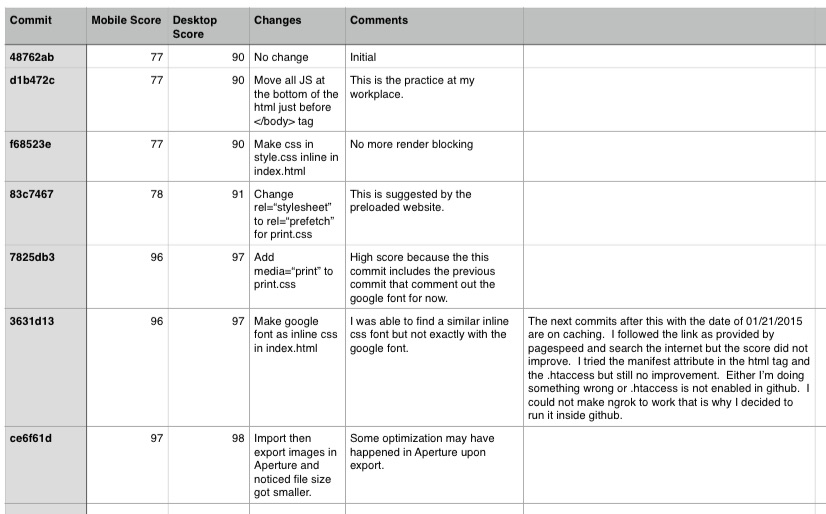 Commit
Mobile Score
Desktop
Score
Changes
Comments
48762ab
77
90
No change
Initial
d1b472c
77
90
Move all JS at
the bottom of the
html just before
</body> tag
This is the practice at my
workplace.
f68523e
77
90
Make css in
style.css inline in
index.html
No more render blocking
83c7467
78
91
Change
rel=“stylesheet”
to rel=“prefetch”
for print.css
This is suggested by the
preloaded website.
7825db3
96
97
Add
media=“print” to
print.css
High score because the this
commit includes the previous
commit that comment out the
google font for now.
3631d13
96
97
Make google
font as inline css
in index.html
I was able to find a similar inline
css font but not exactly with the
google font.
The next commits after this with the date of 01/21/2015
are on caching.  I followed the link as provided by
pagespeed and search the internet but the score did not
improve.  I tried the manifest attribute in the html tag and
the .htaccess but still no improvement.  Either I’m doing
something wrong or .htaccess is not enabled in github.  I
could not make ngrok to work that is why I decided to
run it inside github.
ce6f61d
97
98
Import then
export images in
Aperture and
noticed file size
got smaller.
Some optimization may have
happened in Aperture upon
export.